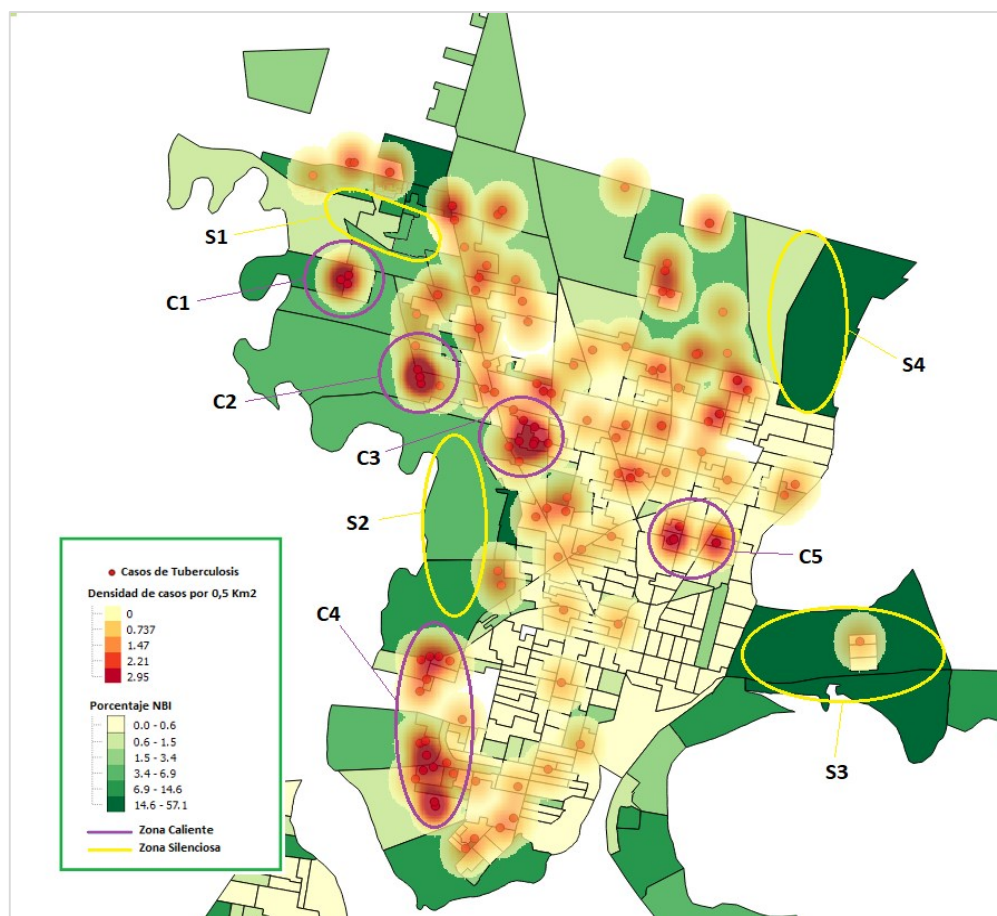 S1
C1
C2
C3
S2
C4
S4
C5
S3
Casos de Tuberculosis
Densidad de casos por 0,5 Km2
0
0.737
1.47
2.21
2.95
Porcentaje NBI
0.0 - 0.6
0.6 - 1.5
1.5 - 3.4
3.4 - 6.9
6.9 - 14.6
14.6 - 57.1
Zona Caliente
Zona Silenciosa